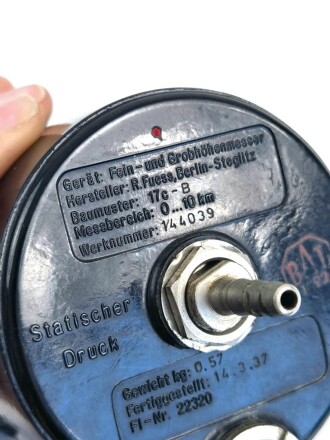 Gerät: Fein- und Grobhöhenmesser
Hersteller: R.Fuess,Berlin-Steglitz
Baumuster: 17c-B
Messbereich: 0...10 km
Werknummer: 144039
Statischer
Druck
Gewicht kg: 0,57
Fertiggestellt: 14.3.37
Fl-Nr. 22320